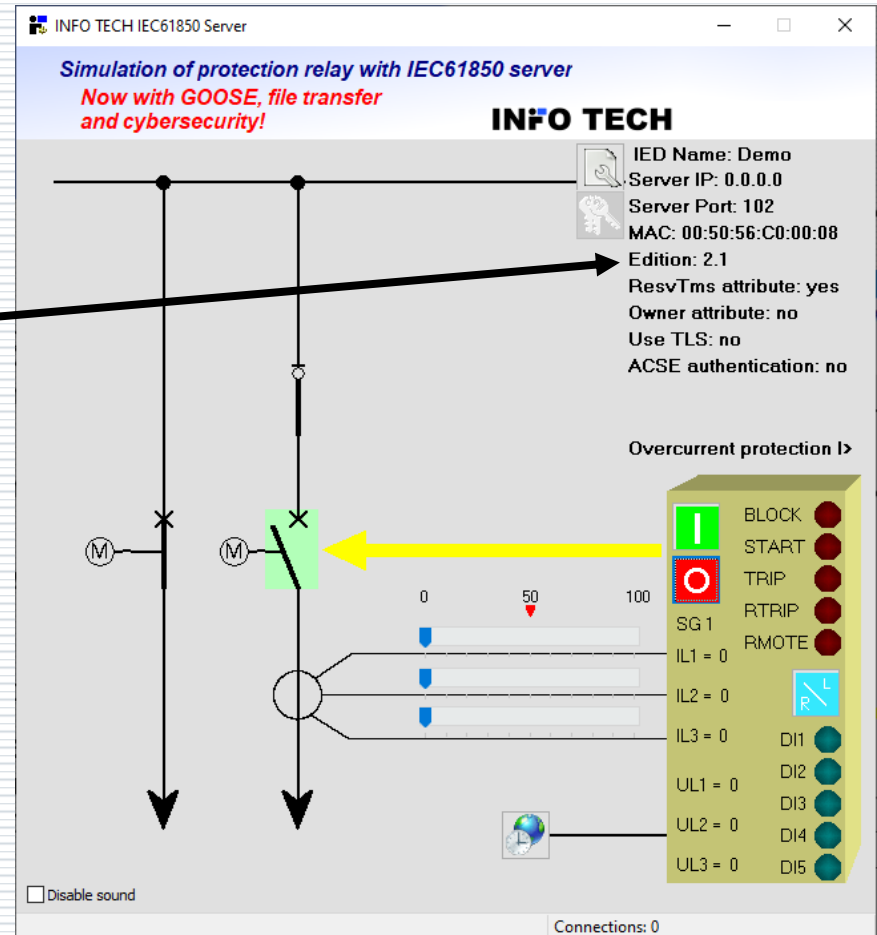 INFO TECH IEC61850 Server
Simulation of protection relay with IEC61850 server
Now with GOOSE, file transfer
and cybersecurity!
INFO TECH
IED Name: Demo
Server IP: 0.0.0.0
Server Port: 102
MAC: 00:50:56:C0:00:08
Edition: 2.1
ResvTms attribute: yes
Owner attribute: no
Use TLS: no
ACSE authentication: no
Overcurrent protection I>
BLOCK
START
TRIP
RTRIP
RMOTE
M
M
0 50 100
SG 1
IL1 = 0
IL2 = 0
IL3 = 0
L
R
UL1 = 0
UL2 = 0
UL3 = 0
DI1
DI2
DI3
DI4
DI5
Disable sound
Connections: 0